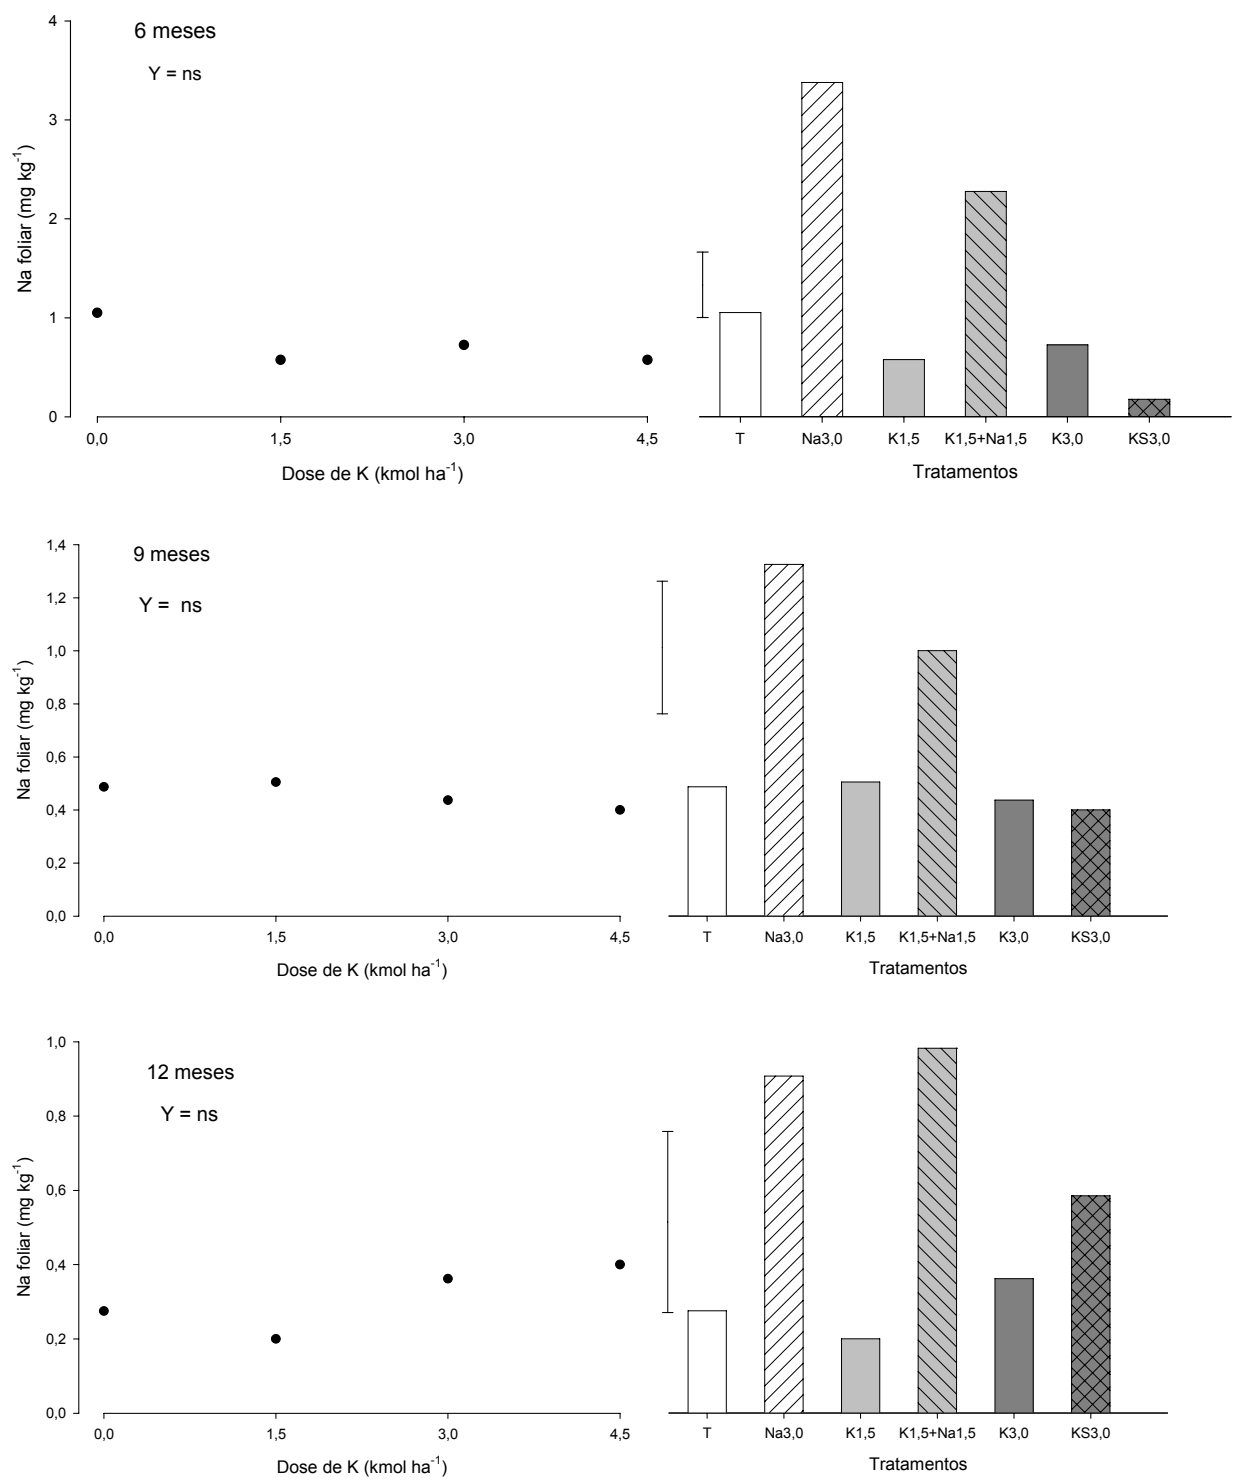 6 meses
Y = ns
4
3
2
1
0
Na foliar (mg kg⁻¹)
0,0 1,5 3,0 4,5
Dose de K (kmol ha⁻¹)
T Na3,0 K1,5 K1,5+Na1,5 K3,0 KS3,0
Tratamentos
9 meses
Y = ns
1,4
1,2
1,0
0,8
0,6
0,4
0,2
0,0
Na foliar (mg kg⁻¹)
0,0 1,5 3,0 4,5
Dose de K (kmol ha⁻¹)
T Na3,0 K1,5 K1,5+Na1,5 K3,0 KS3,0
Tratamentos
12 meses
Y = ns
1,0
0,8
0,6
0,4
0,2
0,0
Na foliar (mg kg⁻¹)
0,0 1,5 3,0 4,5
Dose de K (kmol ha⁻¹)
T Na3,0 K1,5 K1,5+Na1,5 K3,0 KS3,0
Tratamentos